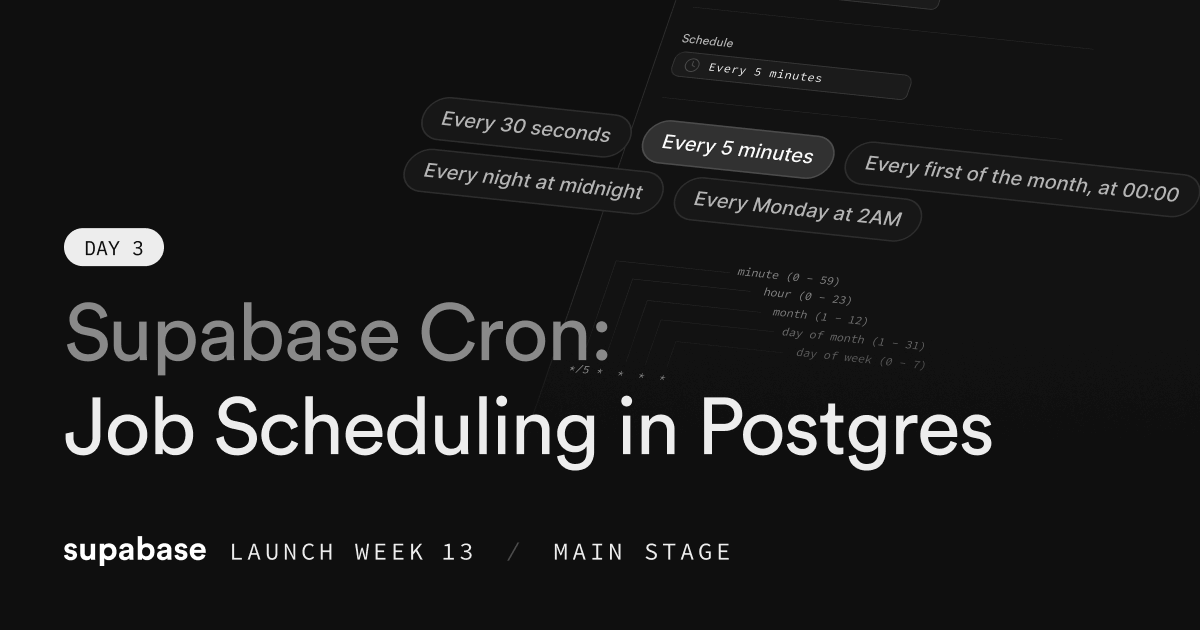 Schedule
Every 5 minutes
Every 30 seconds
Every 5 minutes
Every first of the month, at 00:00
Every night at midnight
Every Monday at 2AM
DAY 3
minute (0 - 59)
hour (0 - 23)
month (1 - 12)
day of month (1 - 31)
day of week (0 - 7)
*/5 * * * *
Supabase Cron:
Job Scheduling in Postgres
supabase LAUNCH WEEK 13 / MAIN STAGE